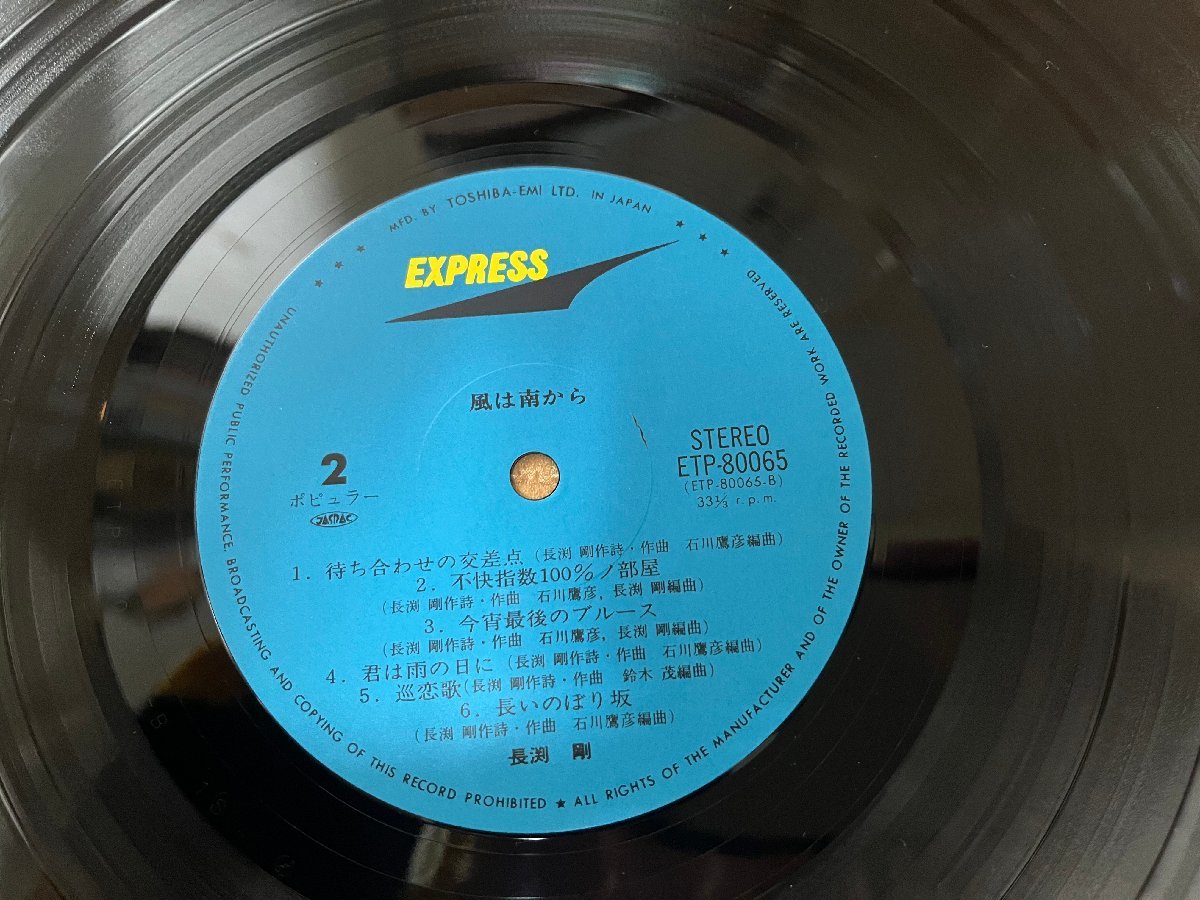 MFD. BY TOSHIBA-EMI LTD. IN JAPAN
EXPRESS
風は南から
2
ポピュラー
JASRAC
STEREO
ETP-80065
(ETP-80065-B)
33⅓ r.p.m.
1. 待ち合わせの交差点 (長渕 剛作詩・作曲 石川鷹彦編曲)
2. 不快指数100%ノ部屋
(長渕 剛作詩・作曲 石川鷹彦, 長渕 剛編曲)
3. 今宵最後のブルース
(長渕 剛作詩・作曲 石川鷹彦, 長渕 剛編曲)
4. 君は雨の日に (長渕 剛作詩・作曲 石川鷹彦編曲)
5. 巡恋歌 (長渕 剛作詩・作曲 鈴木 茂編曲)
6. 長いのぼり坂
(長渕 剛作詩・作曲 石川鷹彦編曲)
長渕 剛
UNAUTHORIZED PUBLIC PERFORMANCE, BROADCASTING AND COPYING OF THIS RECORD PROHIBITED ★ ALL RIGHTS OF THE MANUFACTURER AND OF THE OWNER OF THE RECORDED WORK ARE RESERVED